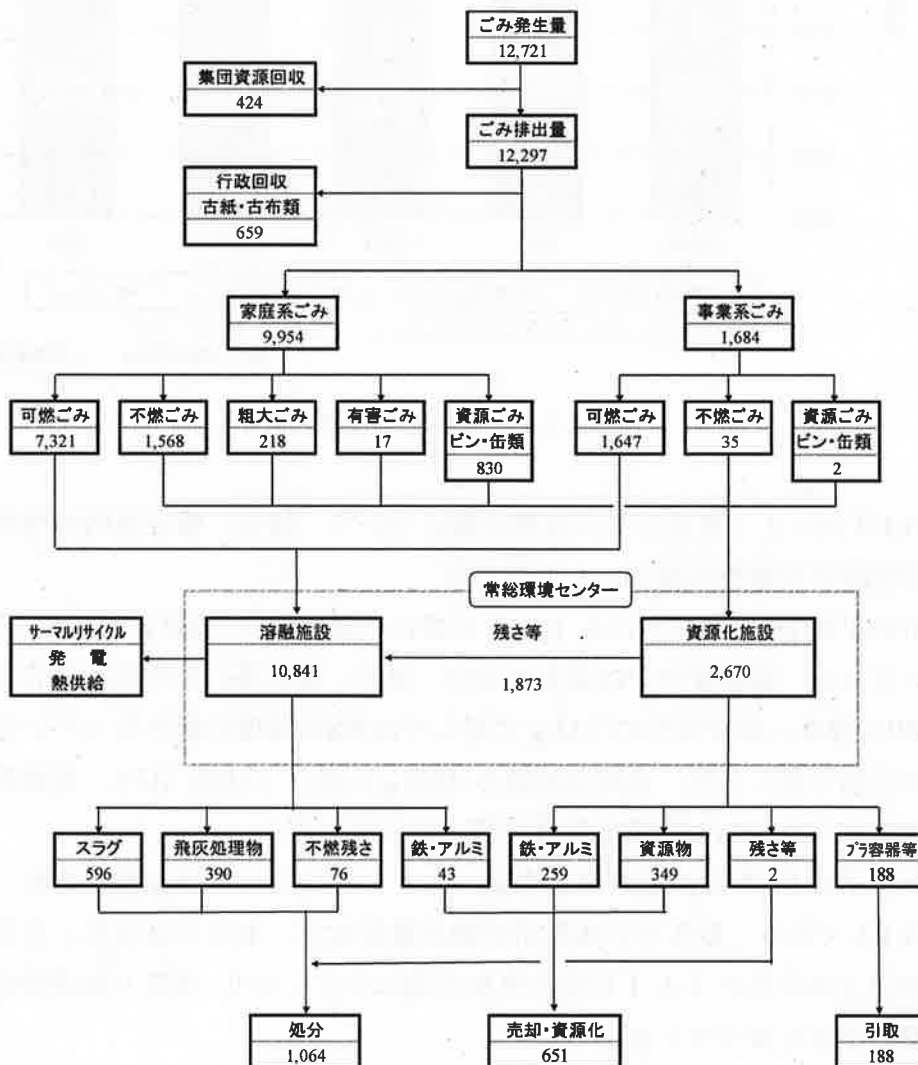 ごみ発生量
12,721
集団資源回収
424
ごみ排出量
12,297
行政回収
古紙・古布類
659
家庭系ごみ
9,954
事業系ごみ
1,684
可燃ごみ
7,321
不燃ごみ
1,568
粗大ごみ
218
有害ごみ
17
資源ごみ
ビン・缶類
830
可燃ごみ
1,647
不燃ごみ
35
資源ごみ
ビン・缶類
2
常総環境センター
サーマルリサイクル
発 電
熱供給
溶融施設
10,841
残さ等
1,873
資源化施設
2,670
スラグ
596
飛灰処理物
390
不燃残さ
76
鉄・アルミ
43
鉄・アルミ
259
資源物
349
残さ等
2
プラ容器等
188
処分
1,064
売却・資源化
651
引取
188